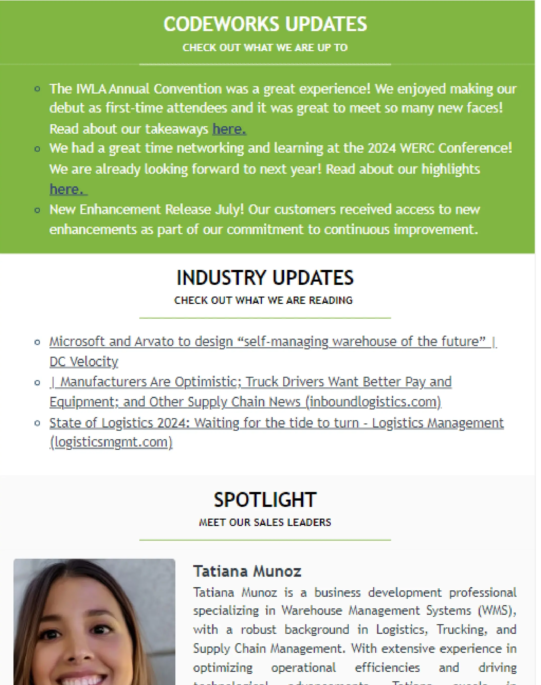 CODEWORKS UPDATES
CHECK OUT WHAT WE ARE UP TO
The IWLA Annual Convention was a great experience! We enjoyed making our
debut as first-time attendees and it was great to meet so many new faces!
Read about our takeaways here.
We had a great time networking and learning at the 2024 WERC Conference!
We are already looking forward to next year! Read about our highlights
here.
New Enhancement Release July! Our customers received access to new
enhancements as part of our commitment to continuous improvement.
INDUSTRY UPDATES
CHECK OUT WHAT WE ARE READING
Microsoft and Arvato to design “self-managing warehouse of the future” |
DC Velocity
| Manufacturers Are Optimistic; Truck Drivers Want Better Pay and
Equipment; and Other Supply Chain News (inboundlogistics.com)
State of Logistics 2024: Waiting for the tide to turn - Logistics Management
(logisticsmgmt.com)
SPOTLIGHT
MEET OUR SALES LEADERS
Tatiana Munoz
Tatiana Munoz is a business development professional
specializing in Warehouse Management Systems (WMS),
with a robust background in Logistics, Trucking, and
Supply Chain Management. With extensive experience in
optimizing operational efficiencies and driving